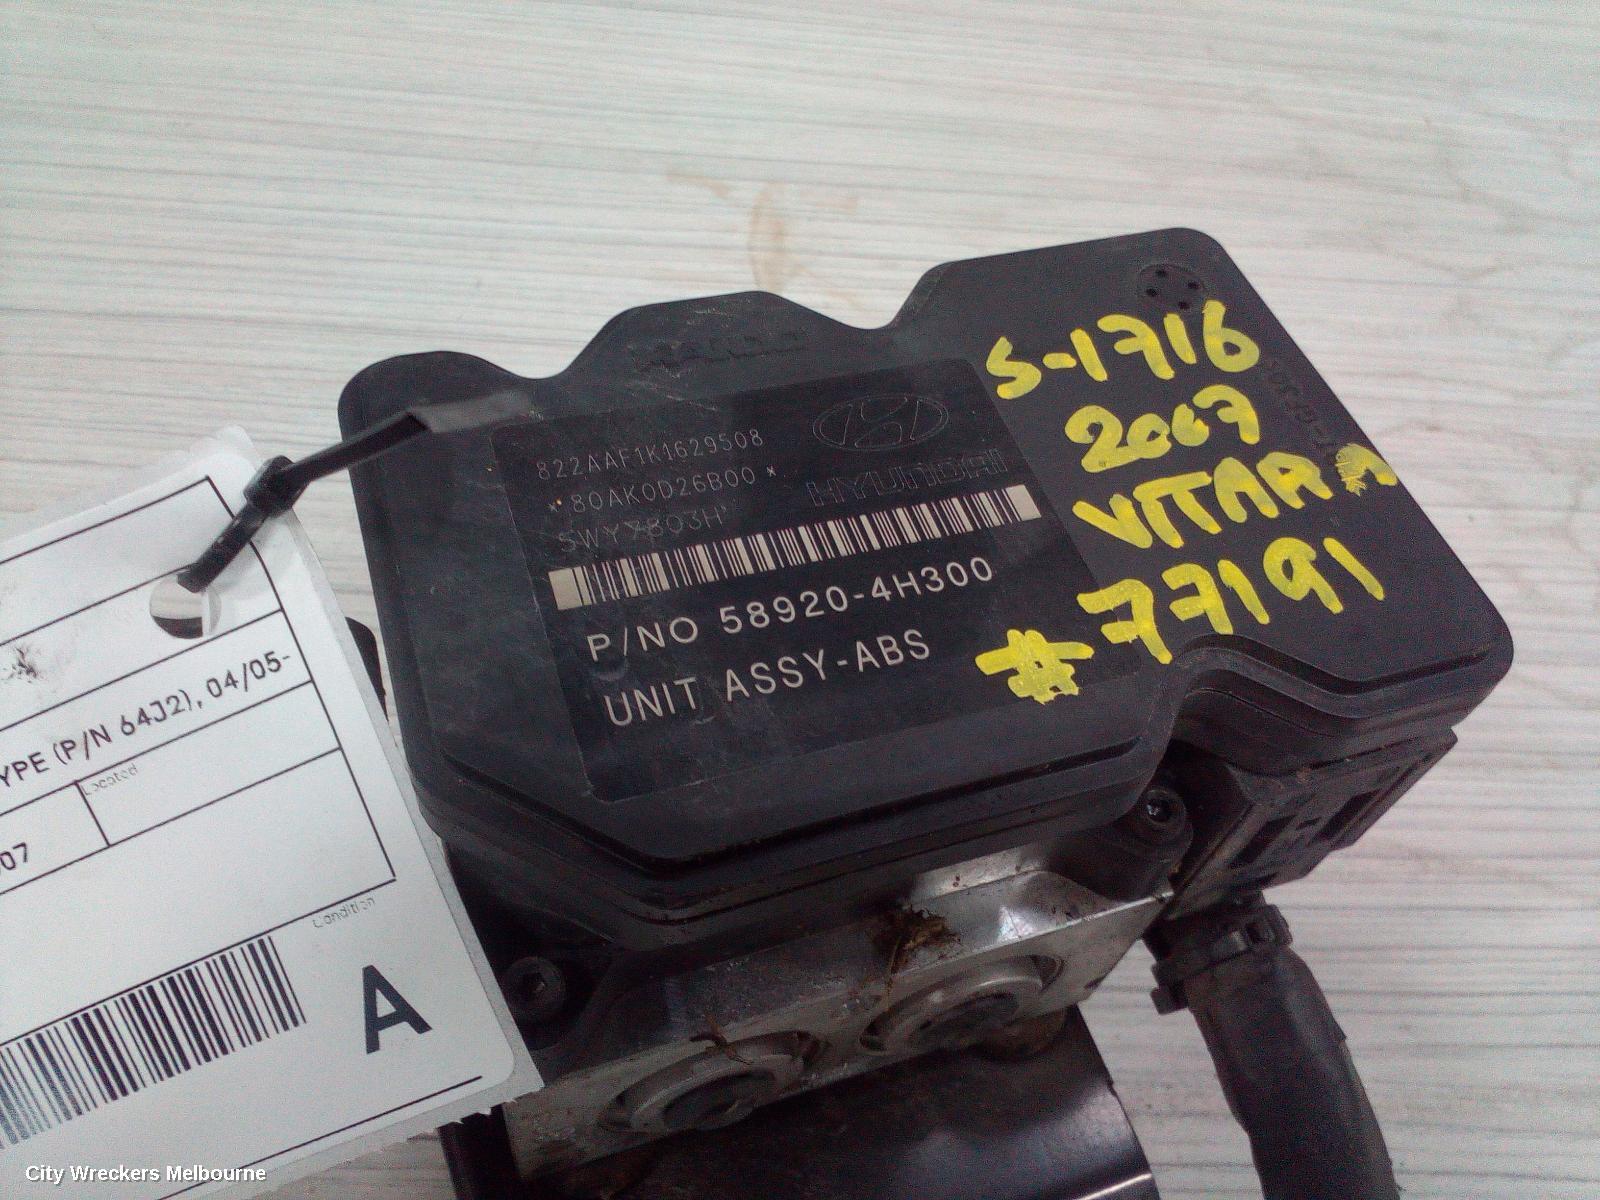 S-1716
2007
VITARA
#77191
822AAF1K1629508
*80AK0D26B00*
5WY7803H
HYUNDAI
P/NO 58920-4H300
UNIT ASSY-ABS
YPE (P/N 64J2), 04/05-
Located
07
Condition
A
City Wreckers Melbourne